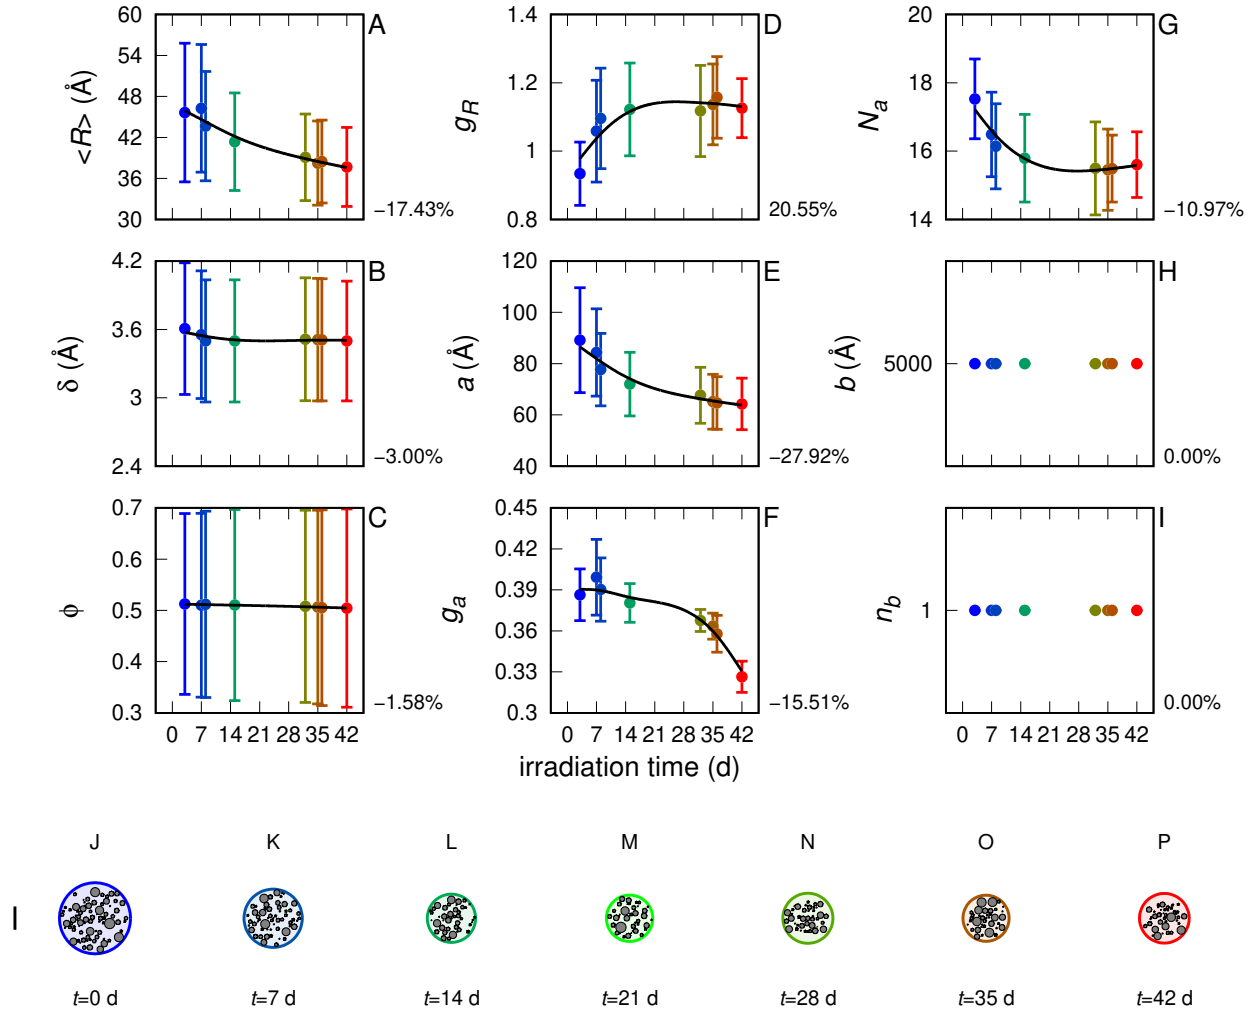 A
60
54
48
42
36
30
<R> (Å)
−17.43%
D
1.4
1.2
1
0.8
gR
20.55%
G
20
18
16
14
Na
−10.97%
B
4.2
3.6
3
2.4
δ (Å)
−3.00%
E
120
100
80
60
40
a (Å)
−27.92%
H
5000
b (Å)
0.00%
C
0.7
0.6
0.5
0.4
0.3
ϕ
−1.58%
0 7 14 21 28 35 42
F
0.45
0.42
0.39
0.36
0.33
0.3
ga
−15.51%
0 7 14 21 28 35 42
I
1
nb
0.00%
0 7 14 21 28 35 42
irradiation time (d)
J K L M N O P
t=0 d t=7 d t=14 d t=21 d t=28 d t=35 d t=42 d